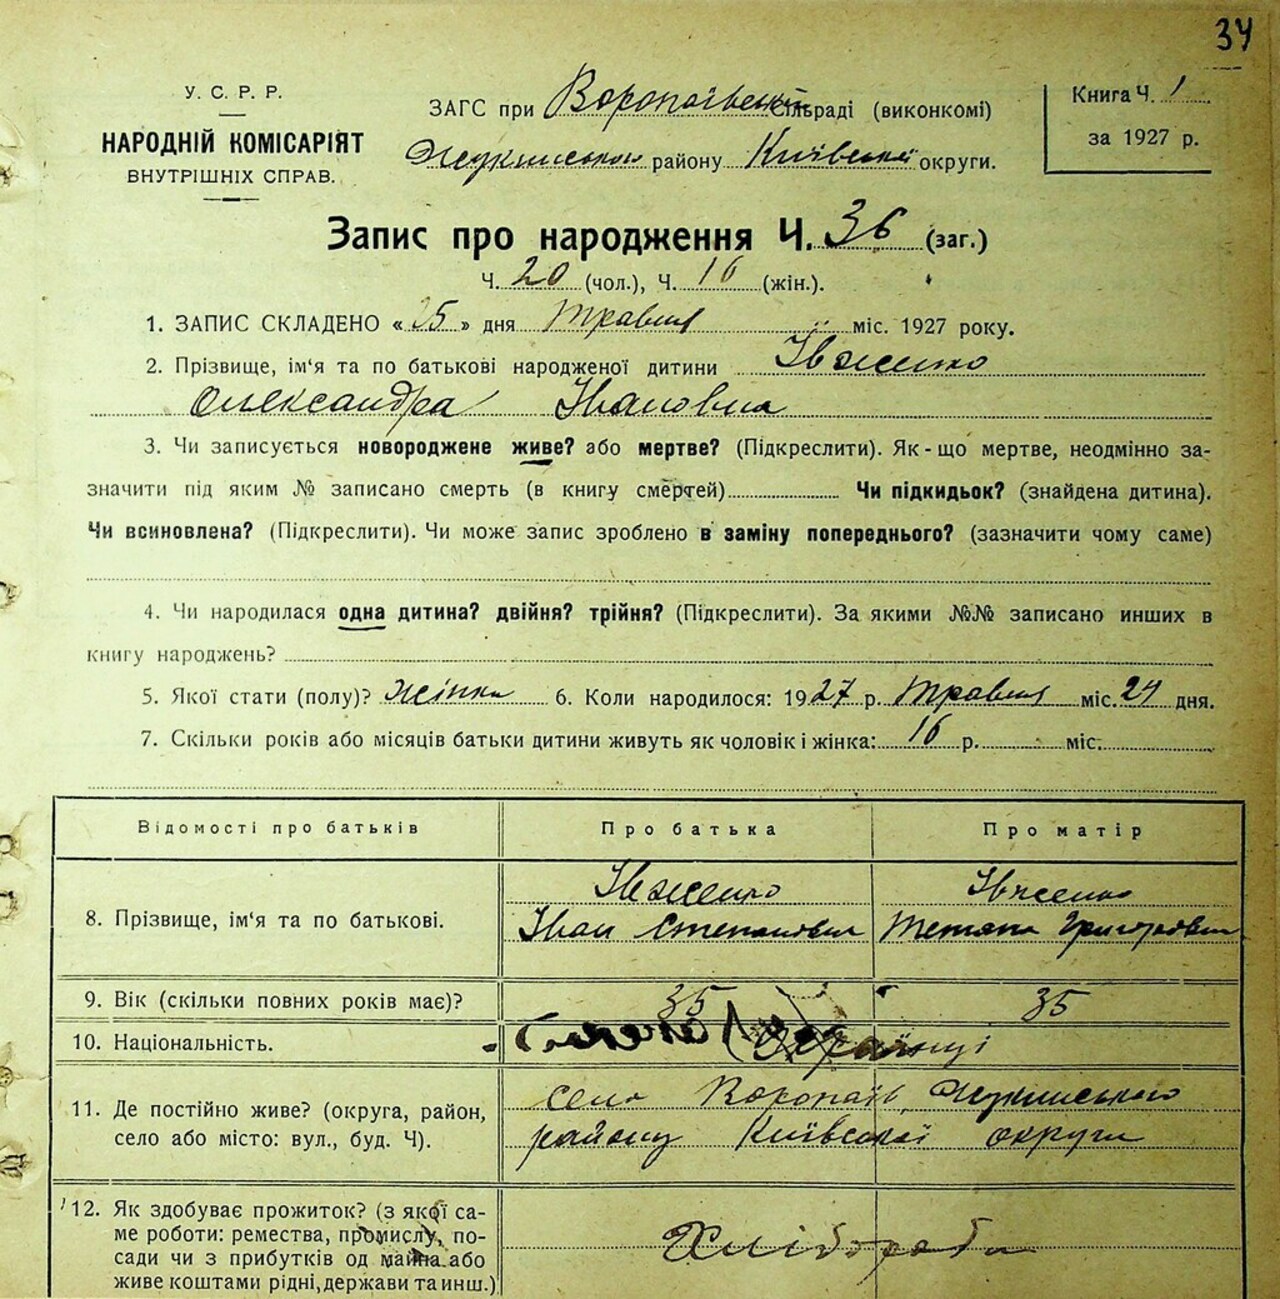 34
У. С. Р. Р.
НАРОДНІЙ КОМІСАРІЯТ
ВНУТРІШНІХ СПРАВ.
ЗАГС при Воропаївській сільраді (виконкомі)
Жукинського району Київської округи.
Книга Ч. 1
за 1927 р.
Запис про народження Ч. 36 (заг.)
Ч. 20 (чол.), Ч. 16 (жін.).
1. ЗАПИС СКЛАДЕНО «25» дня Травня міс. 1927 року.
2. Прізвище, ім'я та по батькові народженої дитини Івженко
Олександра Івановна
3. Чи записується новороджене живе? або мертве? (Підкреслити). Як-що мертве, неодмінно за-
значити під яким № записано смерть (в книгу смертей) Чи підкидьок? (знайдена дитина).
Чи всиновлена? (Підкреслити). Чи може запис зроблено в заміну попереднього? (зазначити чому саме)
4. Чи народилася одна дитина? двійня? трійня? (Підкреслити). За якими №№ записано инших в
книгу народжень?
5. Якої стати (полу)? Жінка 6. Коли народилося: 1927 р. Травня міс. 24 дня.
7. Скільки років або місяців батьки дитини живуть як чоловік і жінка: 16 р. міс.
Відомості про батьків Про батька Про матір
Івженко Івженко
8. Прізвище, ім'я та по батькові. Іван Степанович Тетяна Григоровна
9. Вік (скільки повних років має)? 35 35
10. Національність. Українці
11. Де постійно живе? (округа, район, село Воропаїв, Жукинського
село або місто: вул., буд. Ч). району Київської округи
12. Як здобуває прожиток? (з якої са-
ме роботи: ремества, промислу, по-
сади чи з прибутків од майна або Хлібороби
живе коштами рідні, держави та инш.)